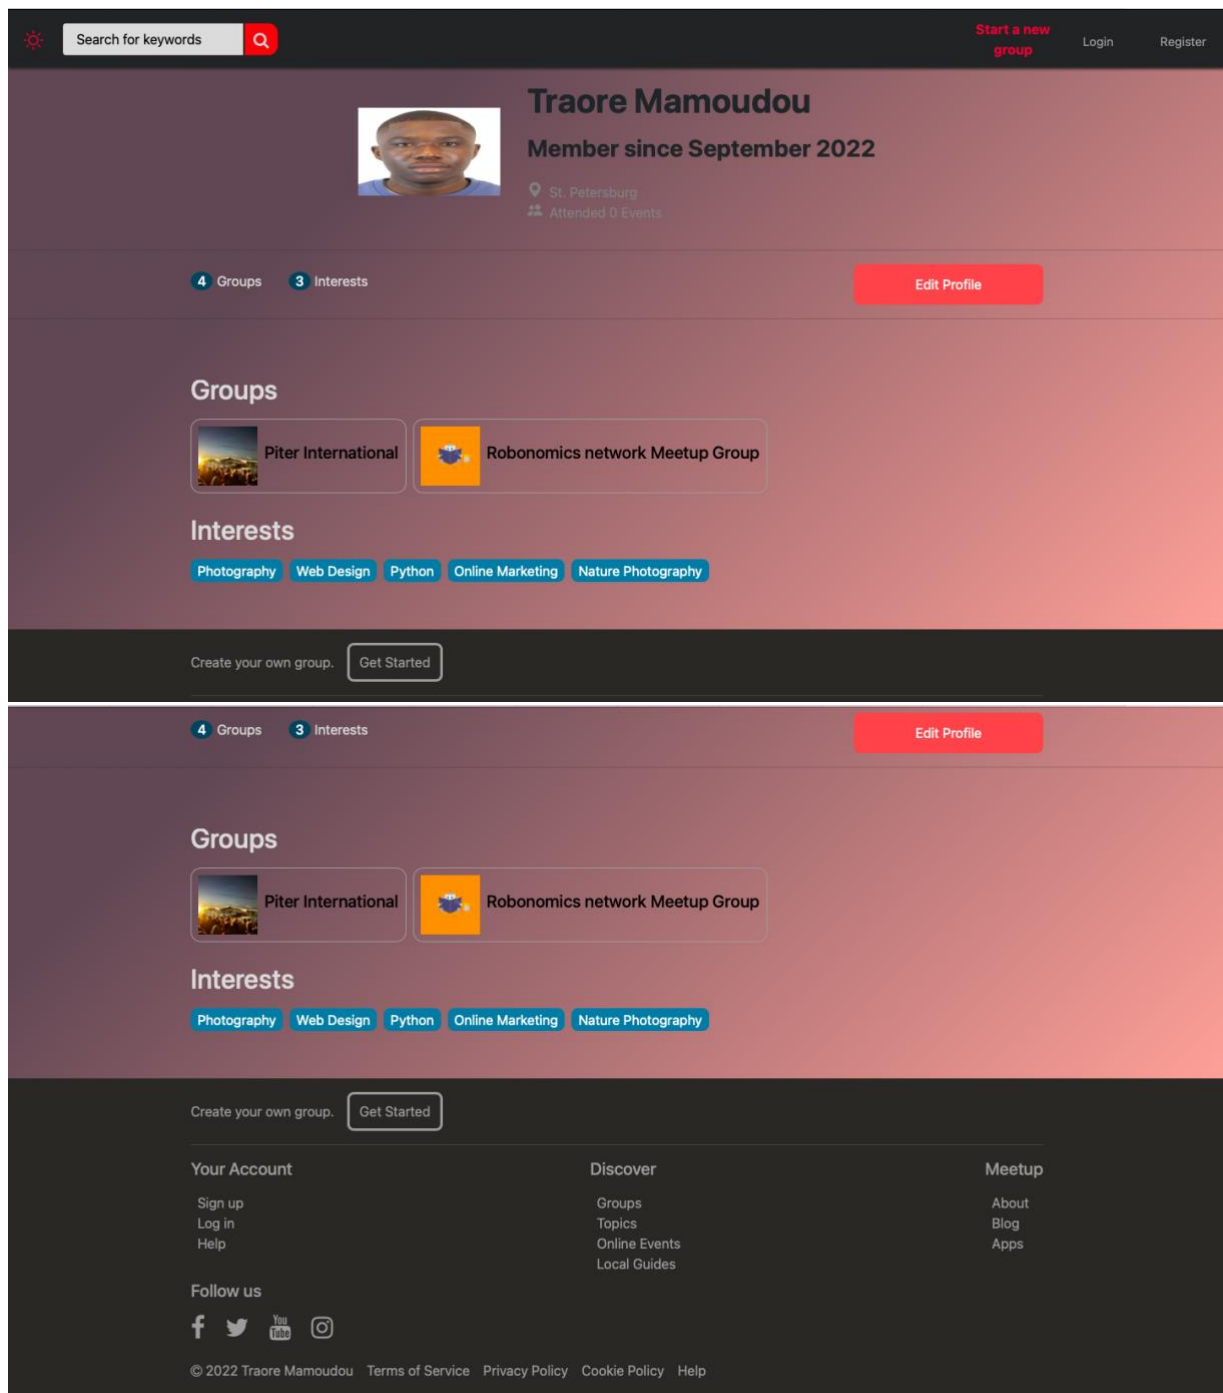 Search for keywords
Start a new
group
Login
Register
Traore Mamoudou
Member since September 2022
St. Petersburg
Attended 0 Events
4 Groups
3 Interests
Edit Profile
Groups
Piter International
Robonomics network Meetup Group
Interests
Photography
Web Design
Python
Online Marketing
Nature Photography
Create your own group.
Get Started
4 Groups
3 Interests
Edit Profile
Groups
Piter International
Robonomics network Meetup Group
Interests
Photography
Web Design
Python
Online Marketing
Nature Photography
Create your own group.
Get Started
Your Account
Sign up
Log in
Help
Discover
Groups
Topics
Online Events
Local Guides
Meetup
About
Blog
Apps
Follow us
You
Tube
© 2022 Traore Mamoudou
Terms of Service
Privacy Policy
Cookie Policy
Help